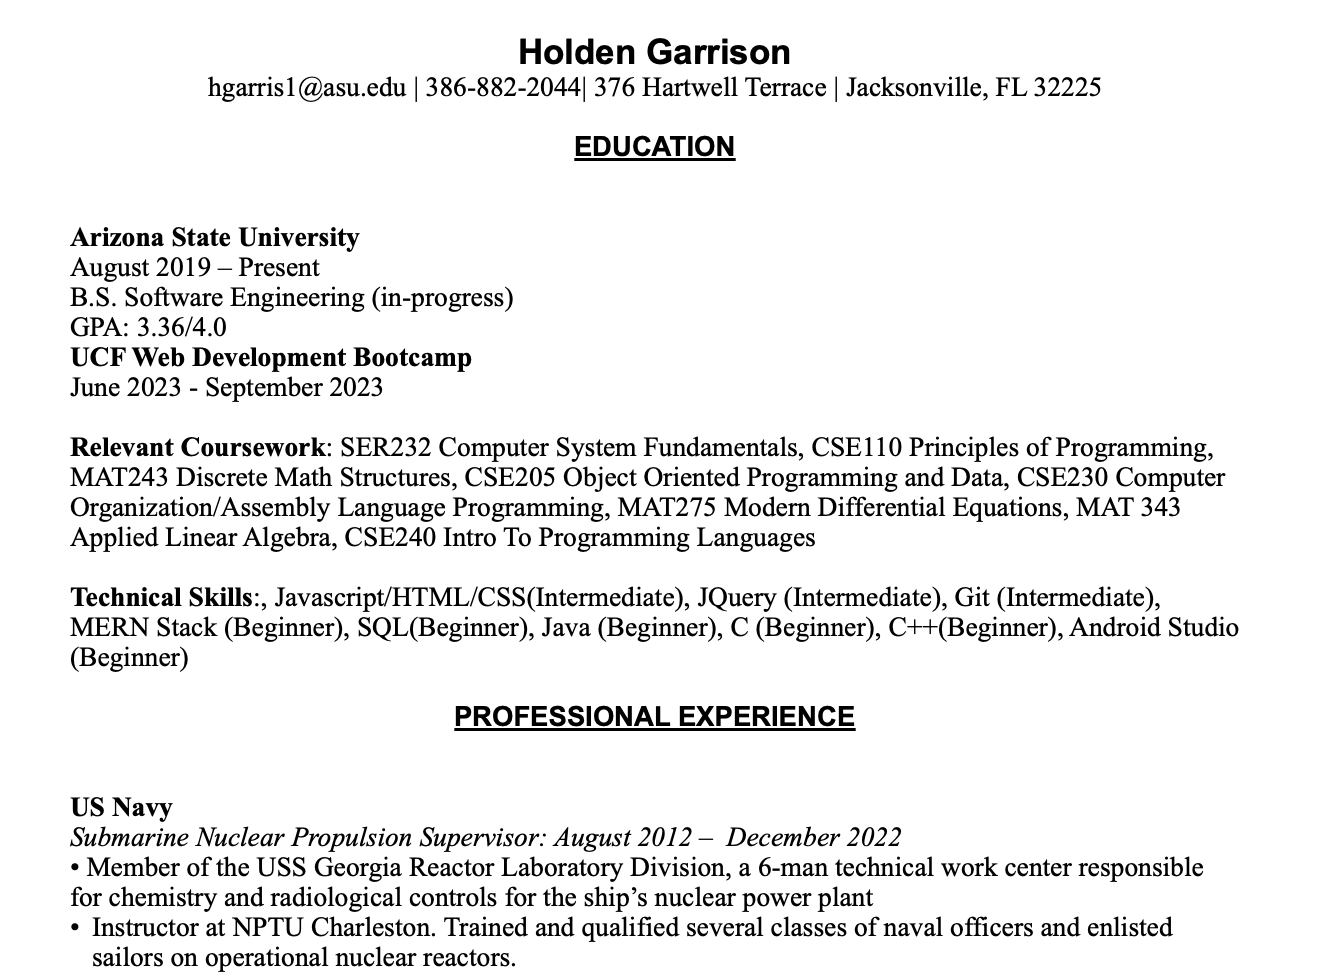 Holden Garrison
hgarris1@asu.edu | 386-882-2044| 376 Hartwell Terrace | Jacksonville, FL 32225
EDUCATION
Arizona State University
August 2019 – Present
B.S. Software Engineering (in-progress)
GPA: 3.36/4.0
UCF Web Development Bootcamp
June 2023 - September 2023
Relevant Coursework: SER232 Computer System Fundamentals, CSE110 Principles of Programming,
MAT243 Discrete Math Structures, CSE205 Object Oriented Programming and Data, CSE230 Computer
Organization/Assembly Language Programming, MAT275 Modern Differential Equations, MAT 343
Applied Linear Algebra, CSE240 Intro To Programming Languages
Technical Skills:, Javascript/HTML/CSS(Intermediate), JQuery (Intermediate), Git (Intermediate),
MERN Stack (Beginner), SQL(Beginner), Java (Beginner), C (Beginner), C++(Beginner), Android Studio
(Beginner)
PROFESSIONAL EXPERIENCE
US Navy
Submarine Nuclear Propulsion Supervisor: August 2012 – December 2022
• Member of the USS Georgia Reactor Laboratory Division, a 6-man technical work center responsible
for chemistry and radiological controls for the ship’s nuclear power plant
• Instructor at NPTU Charleston. Trained and qualified several classes of naval officers and enlisted
sailors on operational nuclear reactors.